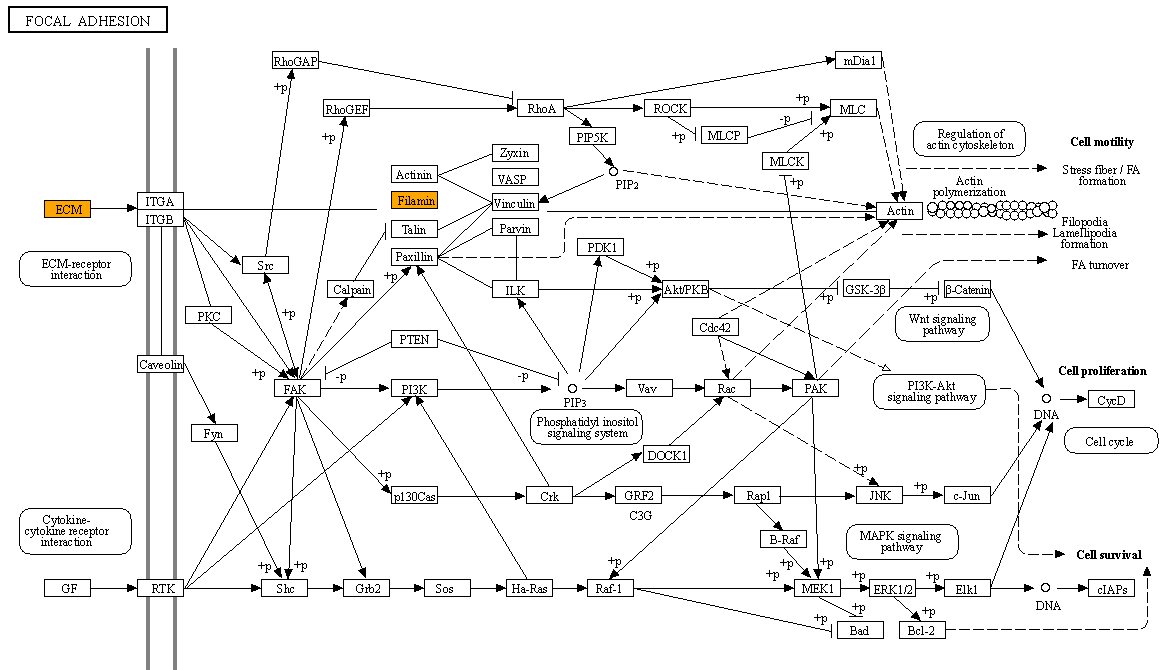 FOCAL ADHESION
RhoGAP
mDia1
+p
RhoGEF
RhoA
ROCK
+p
MLC
+p
PIP5K
+p
MLCP
-p
+p
Regulation of
actin cytoskeleton
Cell motility
Zyxin
MLCK
Actinin
VASP
PIP2
+p
Stress fiber / FA
formation
ECM
ITGA
Filamin
Vinculin
Actin
Actin
polymerization
ITGB
Talin
Parvin
Filopodia
Lamellipodia
formation
ECM-receptor
interaction
Src
Paxillin
PDK1
+p
FA turnover
+p
Calpain
ILK
+p
Akt/PKB
+p
GSK-3β
+p
β-Catenin
PKC
+p
Cdc42
Wnt signaling
pathway
PTEN
Caveolin
+p
FAK
-p
PI3K
-p
PIP3
Vav
Rac
PAK
PI3K-Akt
signaling pathway
Cell proliferation
DNA
CycD
Phosphatidyl inositol
signaling system
Fyn
DOCK1
Cell cycle
+p
p130Cas
Crk
GRF2
C3G
Rap1
+p
JNK
+p
c-Jun
Cytokine-
cytokine receptor
interaction
+p
B-Raf
MAPK signaling
pathway
Cell survival
GF
RTK
+p
+p
Shc
Grb2
Sos
Ha-Ras
+p
Raf-1
+p
+p
+p
MEK1
+p
ERK1/2
+p
Elk1
DNA
cIAPs
+p
+p
Bad
+p
Bcl-2